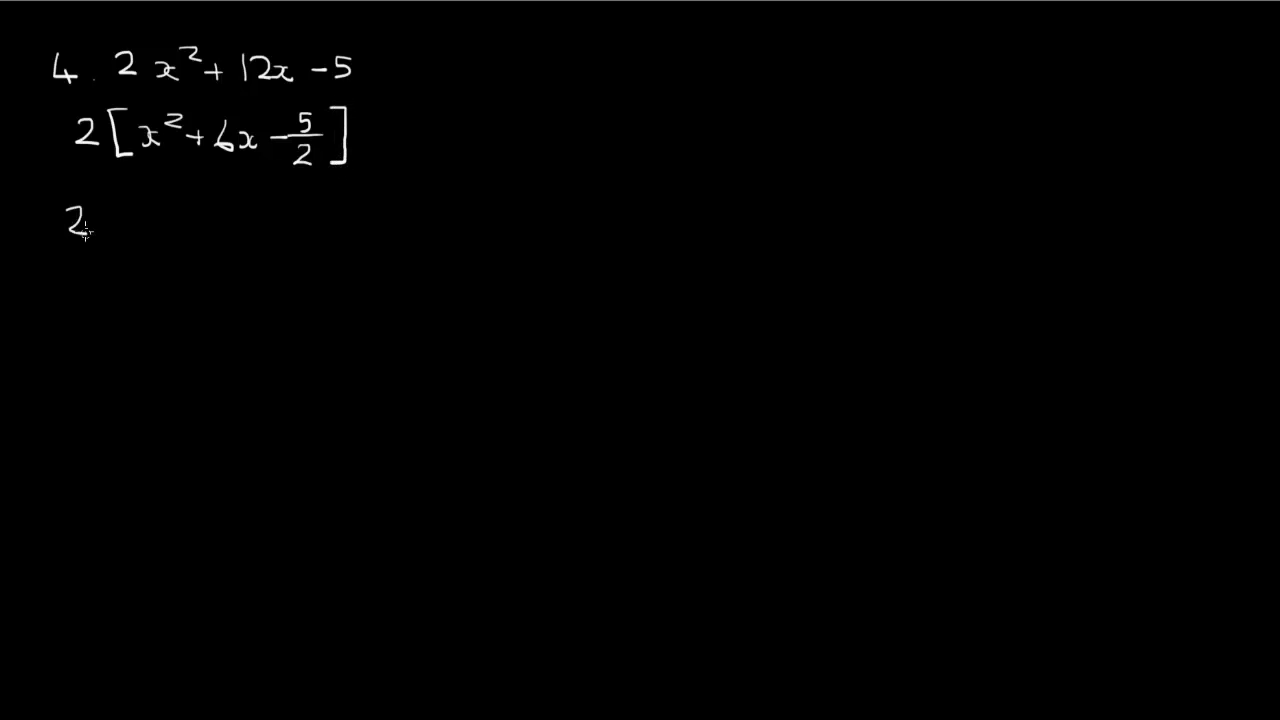 4. 2x² + 12x - 5
2[x² + 6x - 5/2]
2